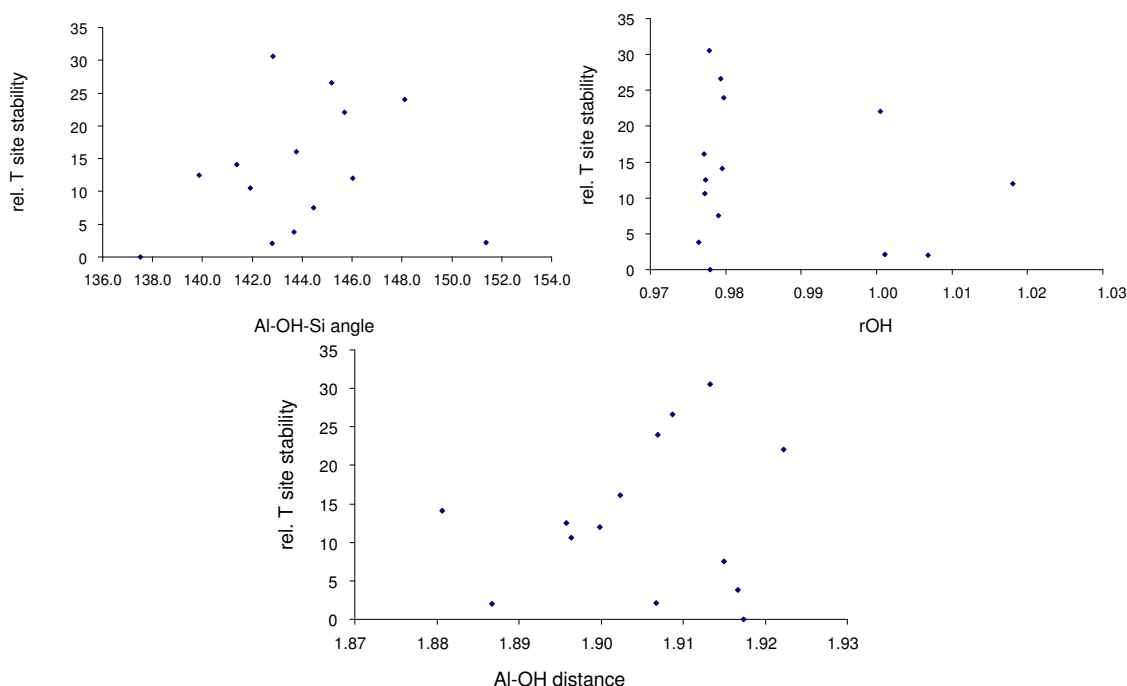 35
30
25
20
15
10
5
0
rel. T site stability
136.0 138.0 140.0 142.0 144.0 146.0 148.0 150.0 152.0 154.0
Al-OH-Si angle
35
30
25
20
15
10
5
0
rel. T site stability
0.97 0.98 0.99 1.00 1.01 1.02 1.03
rOH
35
30
25
20
15
10
5
0
rel. T site stability
1.87 1.88 1.89 1.90 1.91 1.92 1.93
Al-OH distance